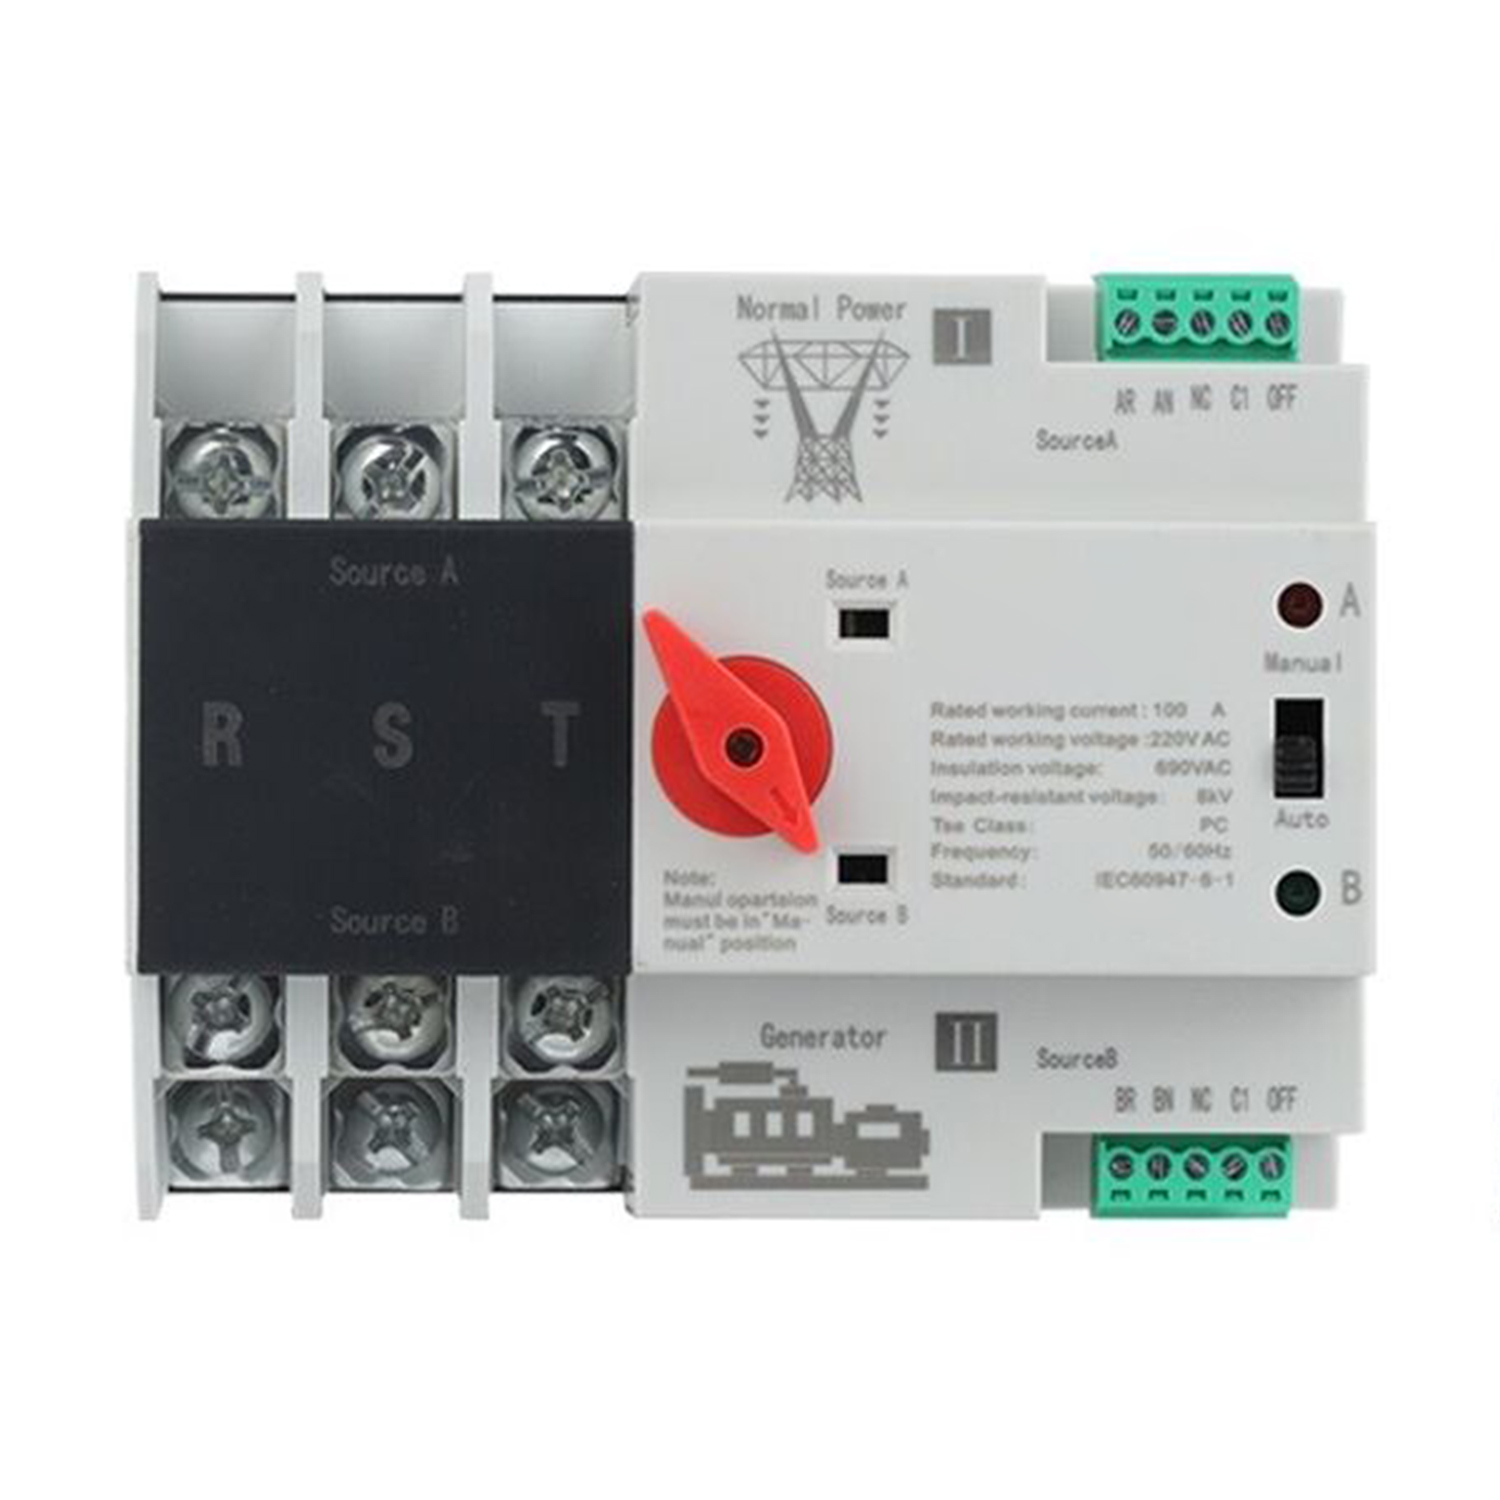 Normal Power I
AR AN NC C1 OFF
SourceA
Source A
Source A
A
Manual
R S T
Rated working current: 100 A
Rated working voltage :220V AC
Insulation voltage: 690VAC
Impact-resistant voltage: 8kV
Tse Class: PC
Frequency: 50/60Hz
Standard: IEC60947-6-1
Auto
B
Note:
Manul opartsion
must be in "Ma-
nual" position
Source B
Source B
Generator II
SourceB
BR BN NC C1 OFF